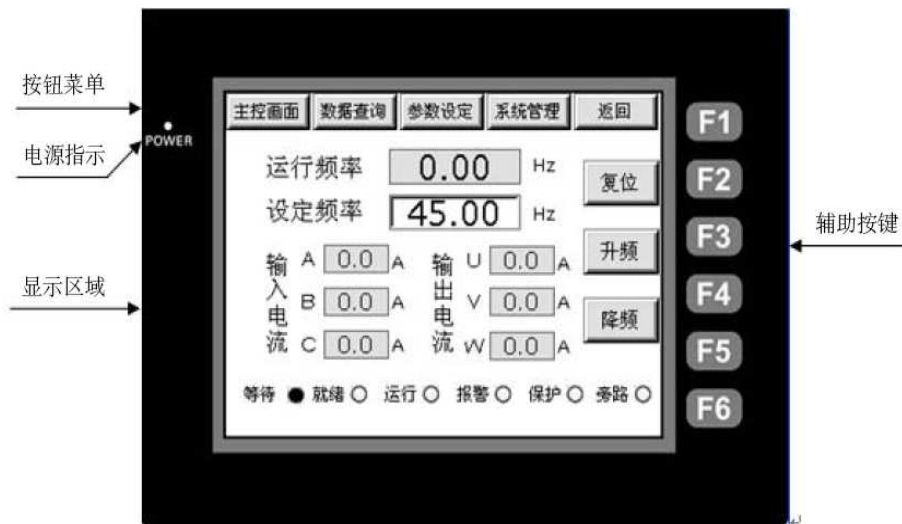 按钮菜单
电源指示
显示区域
POWER
主控画面 数据查询 参数设定 系统管理 返回
运行频率 0.00 Hz
设定频率 45.00 Hz
复位
升频
降频
输入电流
A 0.0 A
B 0.0 A
C 0.0 A
输出电流
U 0.0 A
V 0.0 A
W 0.0 A
等待 就绪 运行 报警 保护 旁路
F1
F2
F3
F4
F5
F6
辅助按键